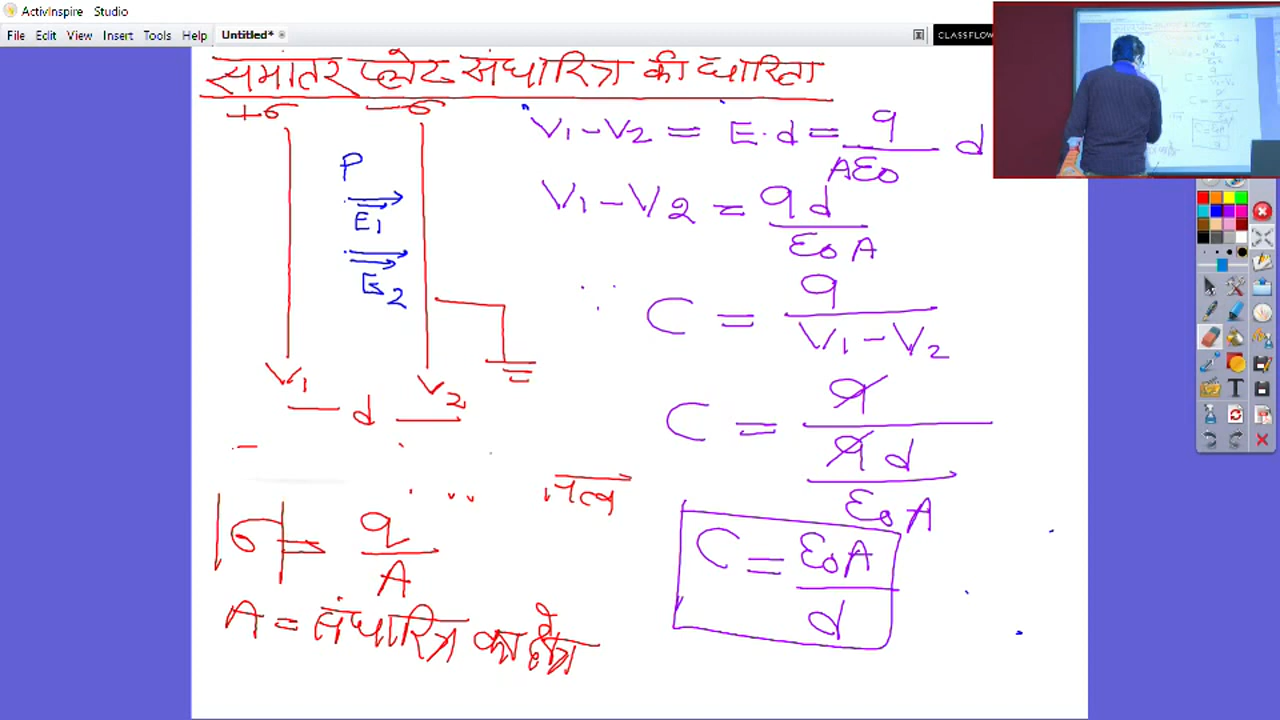 ActivInspire Studio
File Edit View Insert Tools Help Untitled*
CLASSFLOW
समांतर प्लेट संधारित्र की धारिता
+σ −σ
P
E₁
E₂
V₁ V₂
d
σ = q/A
A = संधारित्र का क्षेत्र
V₁ − V₂ = E·d = q/Aε₀ d
V₁ − V₂ = qd/ε₀A
∵ C = q/(V₁ − V₂)
C = q/(qd/ε₀A)
C = ε₀A/d